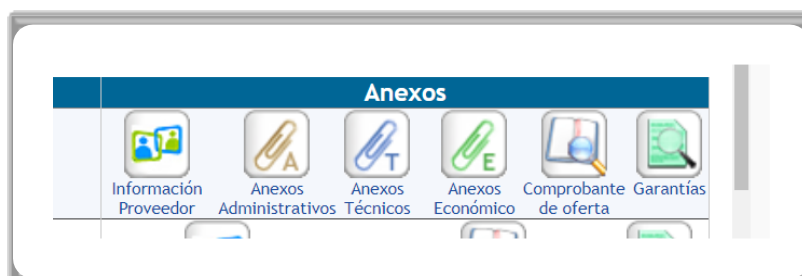 Anexos
A T E
Información Anexos Anexos Anexos Comprobante Garantías
Proveedor Administrativos Técnicos Económico de oferta